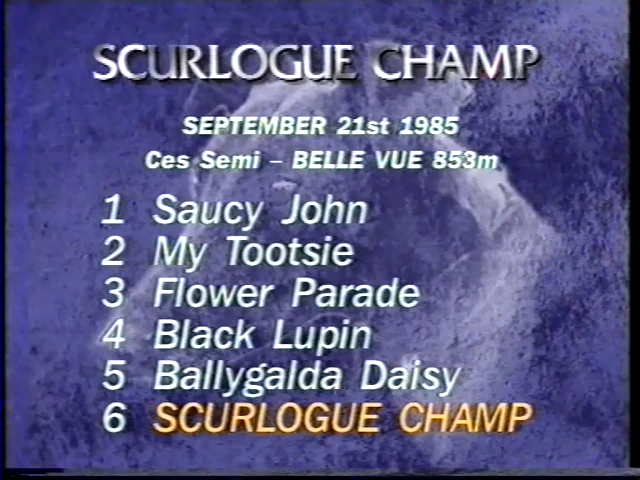 SCURLOGUE CHAMP
SEPTEMBER 21st 1985
Ces Semi – BELLE VUE 853m
1 Saucy John
2 My Tootsie
3 Flower Parade
4 Black Lupin
5 Ballygalda Daisy
6 SCURLOGUE CHAMP